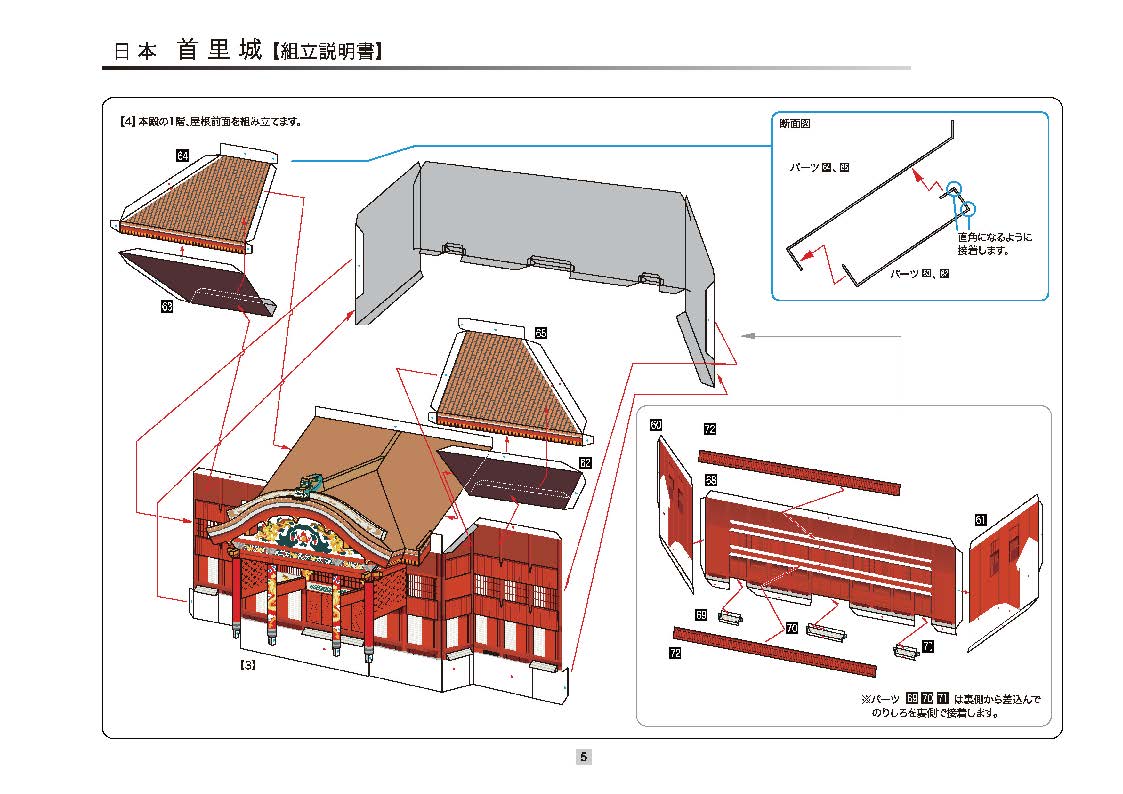 日本 首里城【組立説明書】
【4】本殿の1階、屋根前面を組み立てます。
64
63
65
62
【3】
断面図
パーツ 64、65
直角になるように
接着します。
パーツ 63、62
60
72
68
61
69
70
71
72
※パーツ 69 70 71 は裏側から差込んで
のりしろを裏側で接着します。
5